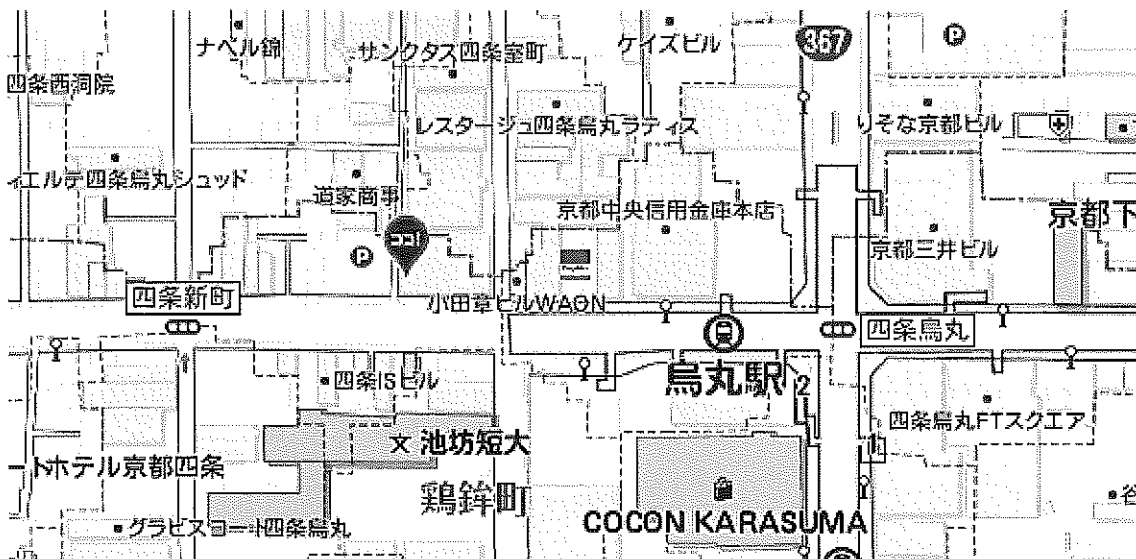 ナベル錦
サンクタス四条室町
ケイズビル
367
P
四条西洞院
レスタージュ四条烏丸ラティス
りそな京都ビル
ィエルテ四条烏丸シュッド
道家商事
京都中央信用金庫本店
京都下
京都三井ビル
P
四条新町
小田章ビルWAON
四条烏丸
烏丸駅
2
四条ISビル
四条烏丸FTスクエア
池坊短大
1
ートホテル京都四条
鶏鉾町
谷
グラビスコート四条烏丸
COCON KARASUMA